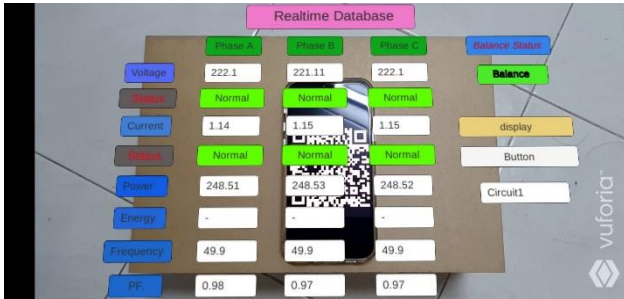 Realtime Database
Phase A Phase B Phase C Balance Status
Voltage 222.1 221.11 222.1 Balance
Status Normal Normal Normal
Current 1.14 1.15 1.15 display
Status Normal Normal Normal Button
Power 248.51 248.53 248.52 Circuit1
Energy - - -
Frequency 49.9 49.9 49.9
PF. 0.98 0.97 0.97
vuforia™